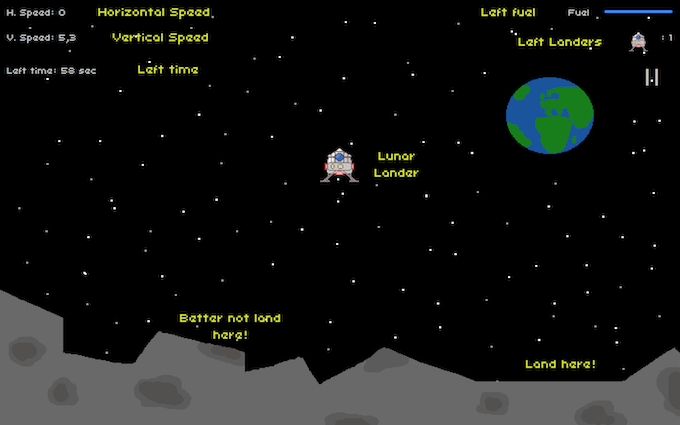 H. Speed: 0 Horizontal Speed Left fuel Fuel
V. Speed: 5,3 Vertical Speed Left Landers : 1
Left time: 58 sec Left time
Lunar
Lander
Better not land
here!
Land here!